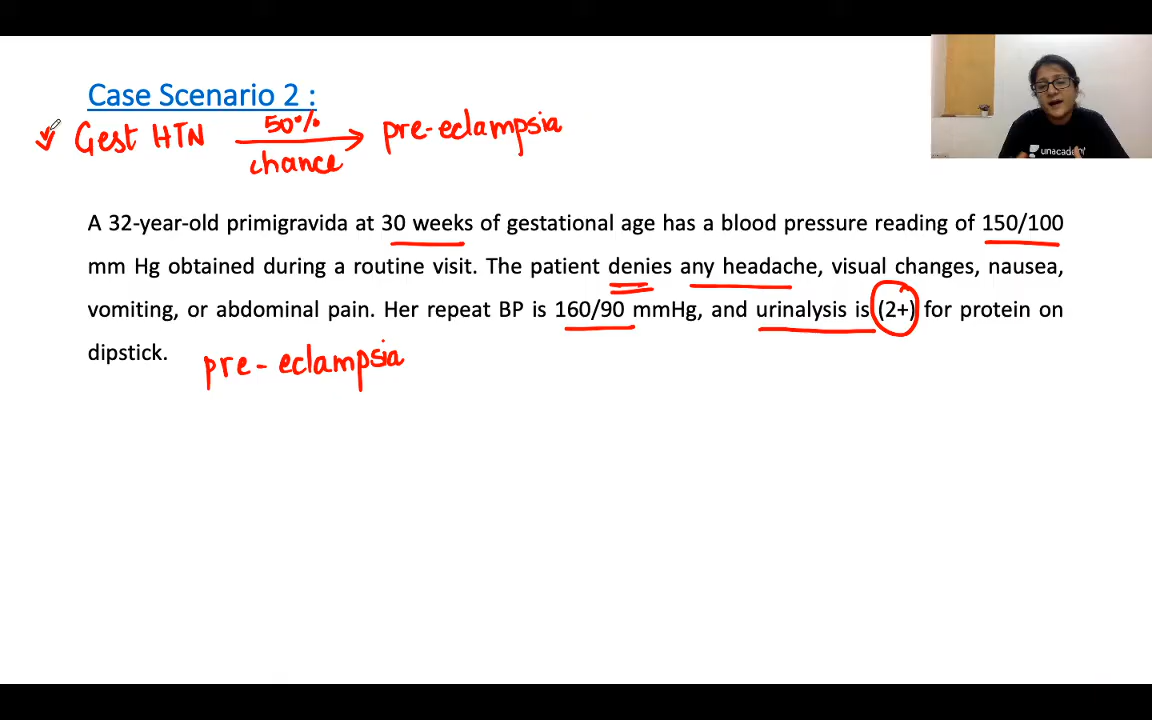 Case Scenario 2 :
Gest HTN 50% chance pre-eclampsia
A 32-year-old primigravida at 30 weeks of gestational age has a blood pressure reading of 150/100
mm Hg obtained during a routine visit. The patient denies any headache, visual changes, nausea,
vomiting, or abdominal pain. Her repeat BP is 160/90 mmHg, and urinalysis is (2+) for protein on
dipstick.
pre-eclampsia
unacademy